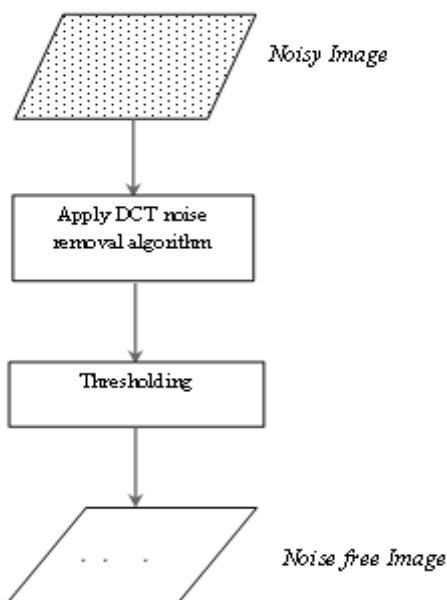 Noisy Image
Apply DCT noise
removal algorithm
Thresholding
Noise free Image